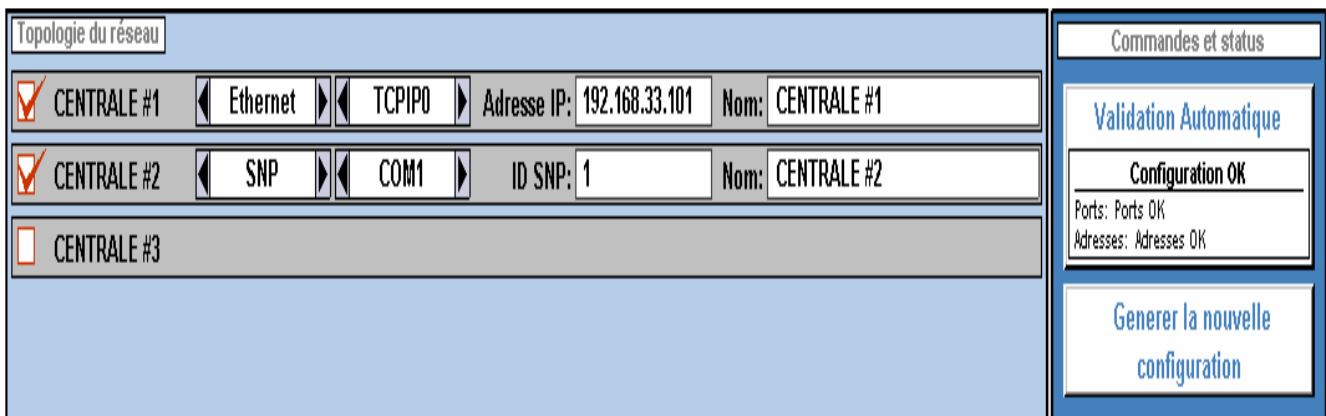 Topologie du réseau
CENTRALE #1 Ethernet TCPIP0 Adresse IP: 192.168.33.101 Nom: CENTRALE #1
CENTRALE #2 SNP COM1 ID SNP: 1 Nom: CENTRALE #2
CENTRALE #3
Commandes et status
Validation Automatique
Configuration OK
Ports: Ports OK
Adresses: Adresses OK
Generer la nouvelle
configuration